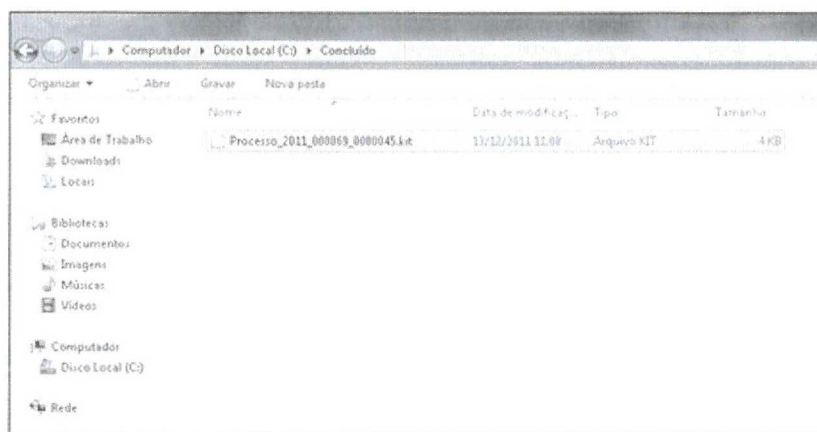 Computador ▸ Disco Local (C:) ▸ Concluído
Organizar ▾ Abrir Gravar Nova pasta
Nome Data de modificaç... Tipo Tamanho
Processo_2011_000069_0000045.kit 13/12/2011 11:00 Arquivo KIT 4 KB
Favoritos
Área de Trabalho
Downloads
Locais
Bibliotecas
Documentos
Imagens
Músicas
Vídeos
Computador
Disco Local (C:)
Rede